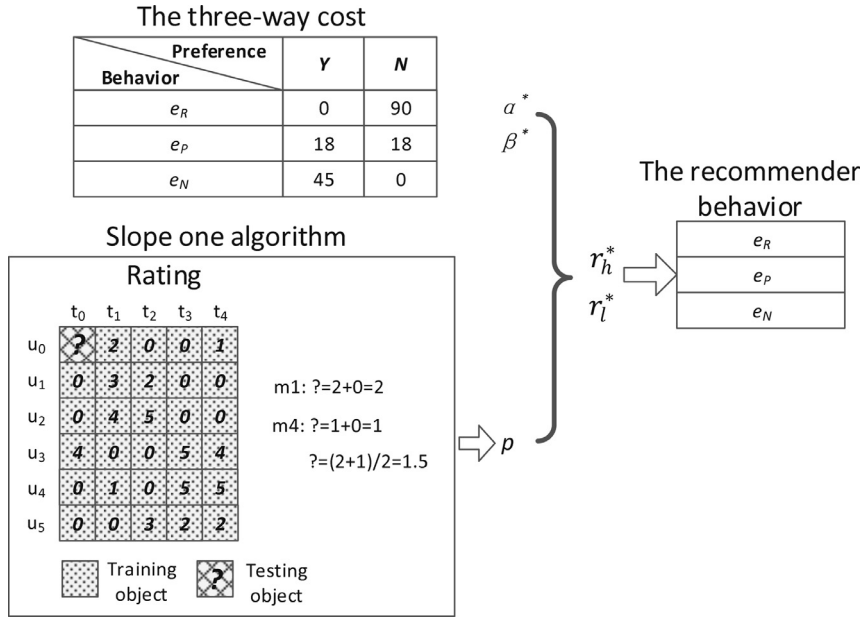 The three-way cost
Preference
Behavior
Y N
e_R 0 90
e_P 18 18
e_N 45 0
α*
β*
The recommender
behavior
e_R
e_P
e_N
r_h*
r_l*
Slope one algorithm
Rating
t₀ t₁ t₂ t₃ t₄
u₀ ? 2 0 0 1
u₁ 0 3 2 0 0
u₂ 0 4 5 0 0
u₃ 4 0 0 5 4
u₄ 0 1 0 5 5
u₅ 0 0 3 2 2
m1: ?=2+0=2
m4: ?=1+0=1
?=(2+1)/2=1.5
p
Training
object
? Testing
object